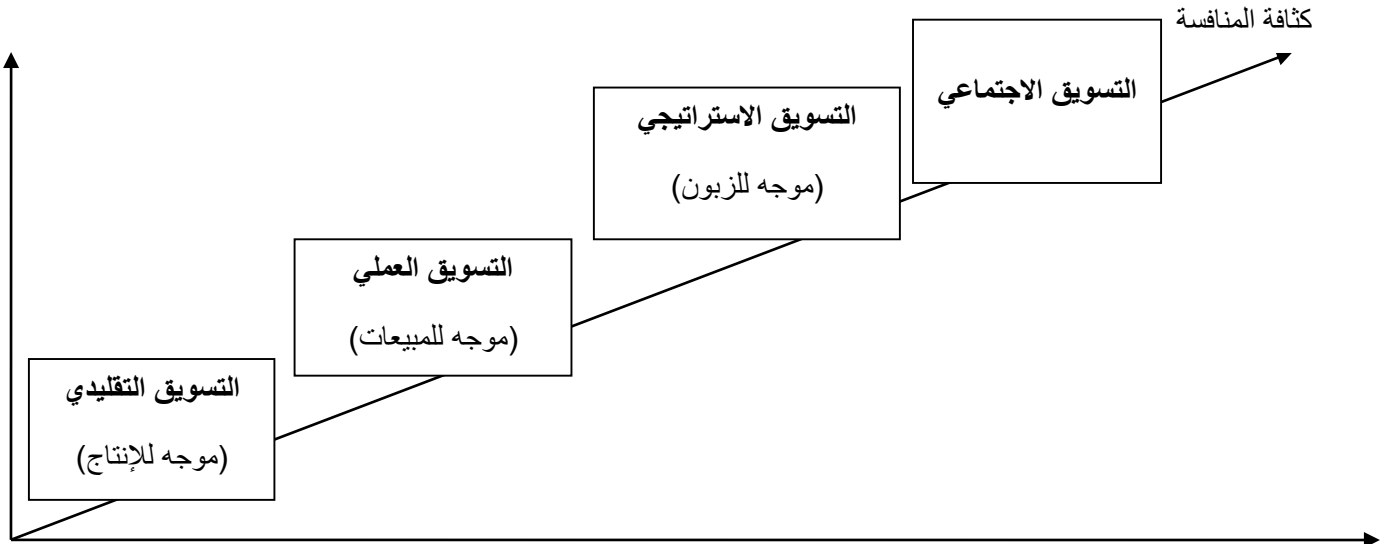 كثافة المنافسة
التسويق الاجتماعي
التسويق الاستراتيجي
(موجه للزبون)
التسويق العملي
(موجه للمبيعات)
التسويق التقليدي
(موجه للإنتاج)